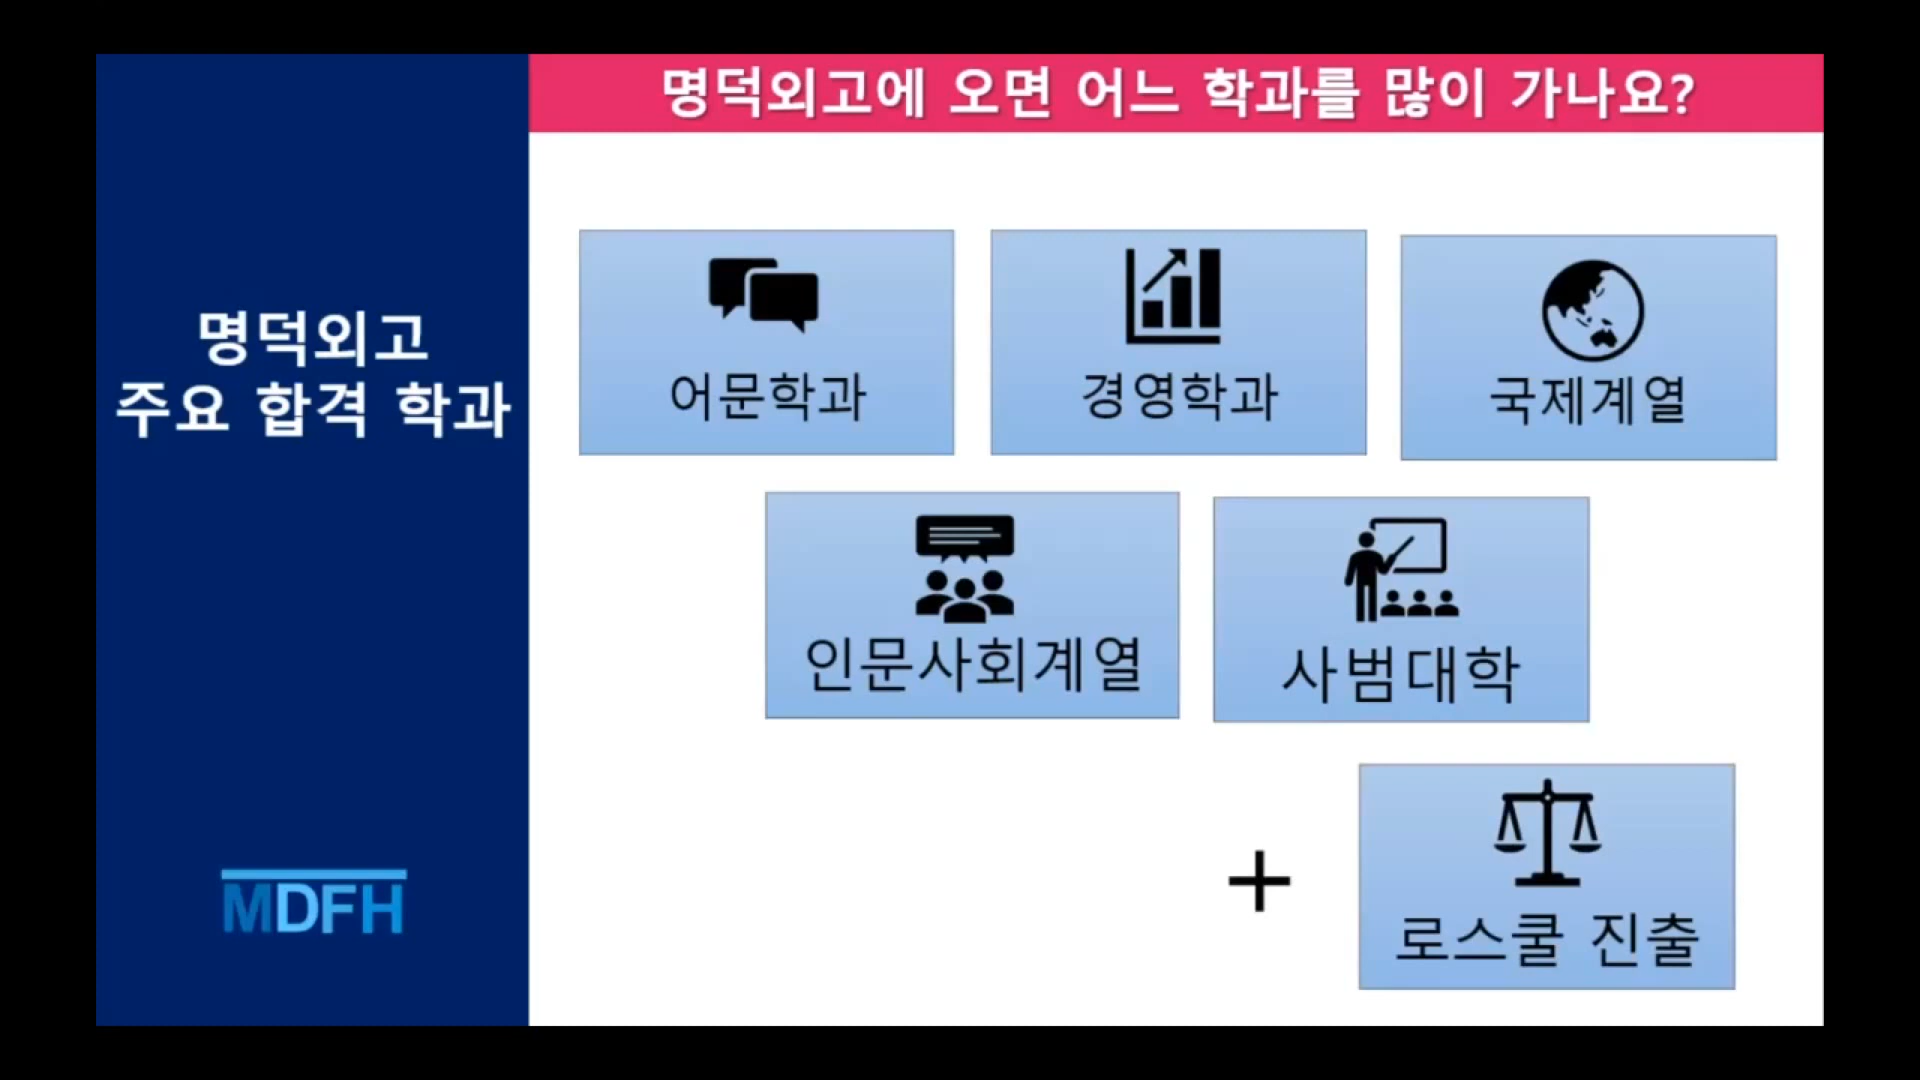 명덕외고에 오면 어느 학과를 많이 가나요?
명덕외고
주요 합격 학과
어문학과
경영학과
국제계열
인문사회계열
사범대학
+
로스쿨 진출
MDFH